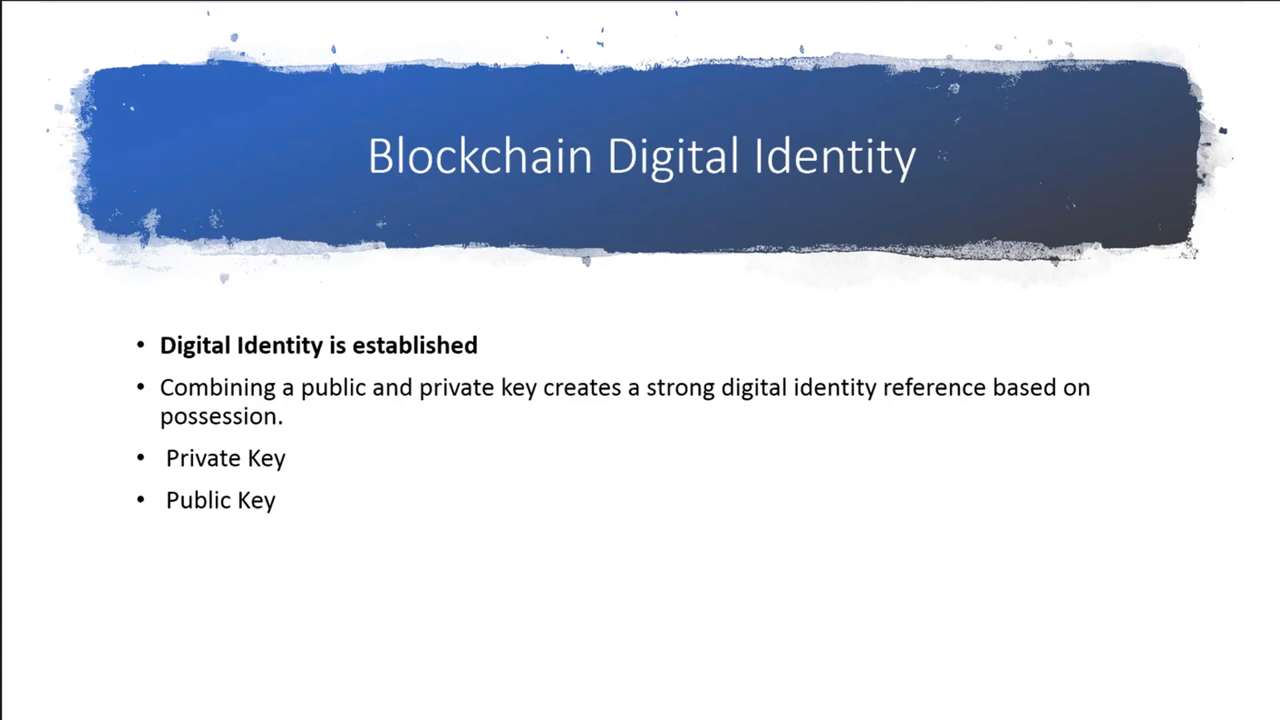 Blockchain Digital Identity
• Digital Identity is established
• Combining a public and private key creates a strong digital identity reference based on
possession.
• Private Key
• Public Key